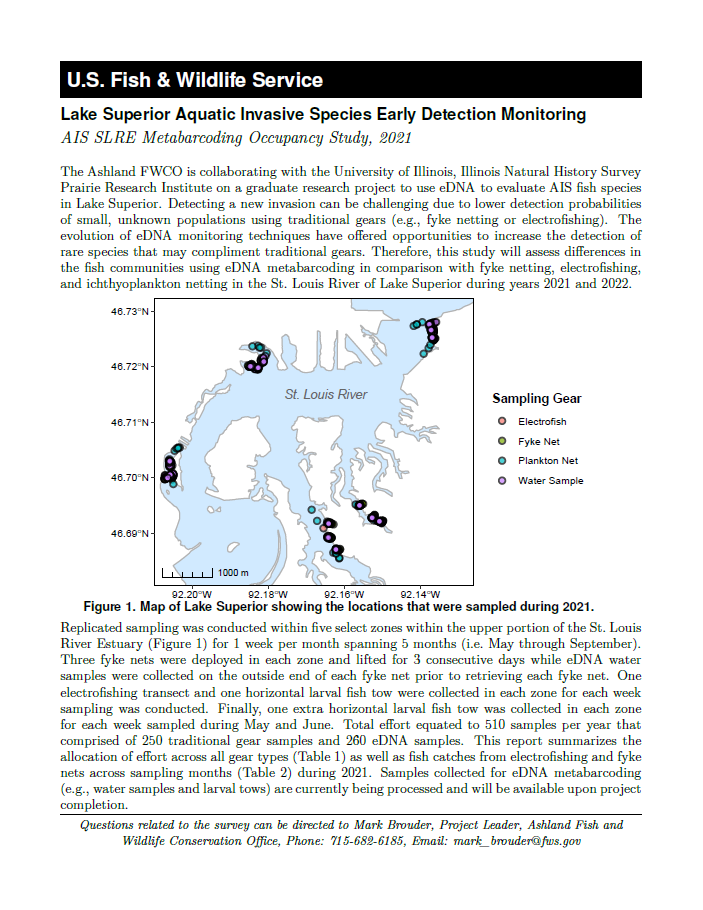 U.S. Fish & Wildlife Service
Lake Superior Aquatic Invasive Species Early Detection Monitoring
AIS SLRE Metabarcoding Occupancy Study, 2021
The Ashland FWCO is collaborating with the University of Illinois, Illinois Natural History Survey
Prairie Research Institute on a graduate research project to use eDNA to evaluate AIS fish species
in Lake Superior. Detecting a new invasion can be challenging due to lower detection probabilities
of small, unknown populations using traditional gears (e.g., fyke netting or electrofishing). The
evolution of eDNA monitoring techniques have offered opportunities to increase the detection of
rare species that may compliment traditional gears. Therefore, this study will assess differences in
the fish communities using eDNA metabarcoding in comparison with fyke netting, electrofishing,
and ichthyoplankton netting in the St. Louis River of Lake Superior during years 2021 and 2022.
46.73°N
46.72°N
46.71°N
46.70°N
46.69°N
St. Louis River
1000 m
92.20°W 92.18°W 92.16°W 92.14°W
Sampling Gear
Electrofish
Fyke Net
Plankton Net
Water Sample
Figure 1. Map of Lake Superior showing the locations that were sampled during 2021.
Replicated sampling was conducted within five select zones within the upper portion of the St. Louis
River Estuary (Figure 1) for 1 week per month spanning 5 months (i.e. May through September).
Three fyke nets were deployed in each zone and lifted for 3 consecutive days while eDNA water
samples were collected on the outside end of each fyke net prior to retrieving each fyke net. One
electrofishing transect and one horizontal larval fish tow were collected in each zone for each week
sampling was conducted. Finally, one extra horizontal larval fish tow was collected in each zone
for each week sampled during May and June. Total effort equated to 510 samples per year that
comprised of 250 traditional gear samples and 260 eDNA samples. This report summarizes the
allocation of effort across all gear types (Table 1) as well as fish catches from electrofishing and fyke
nets across sampling months (Table 2) during 2021. Samples collected for eDNA metabarcoding
(e.g., water samples and larval tows) are currently being processed and will be available upon project
completion.
Questions related to the survey can be directed to Mark Brouder, Project Leader, Ashland Fish and
Wildlife Conservation Office, Phone: 715-682-6185, Email: mark_brouder@fws.gov